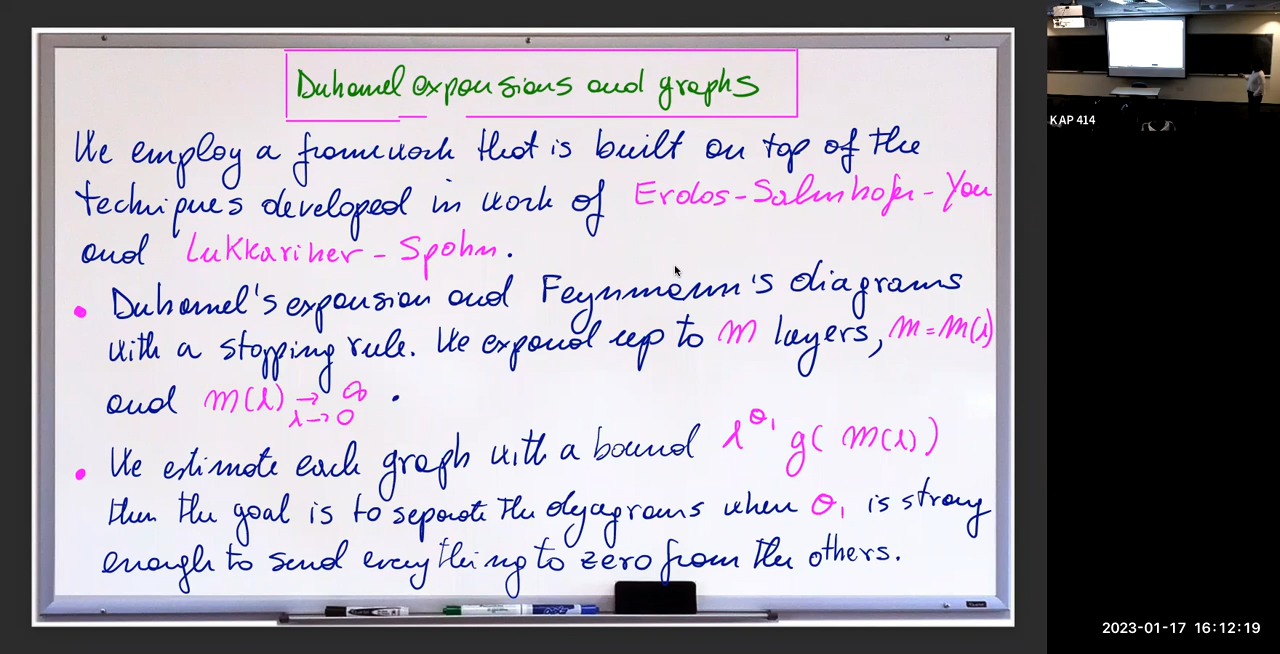 Duhamel expansions and graphs
We employ a framework that is built on top of the
techniques developed in work of Erdos-Salmhofer-Yau
and Lukkarinen - Spohn.
• Duhamel's expansion and Feynmann's diagrams
with a stopping rule. We expand up to m layers, m=m(λ)
and m(λ) → ∞ .
λ→0
• We estimate each graph with a bound λ^θ₁ g( m(λ))
then the goal is to separate the dyagrams when θ₁ is strong
enough to send everything to zero from the others.
KAP 414
2023-01-17 16:12:19